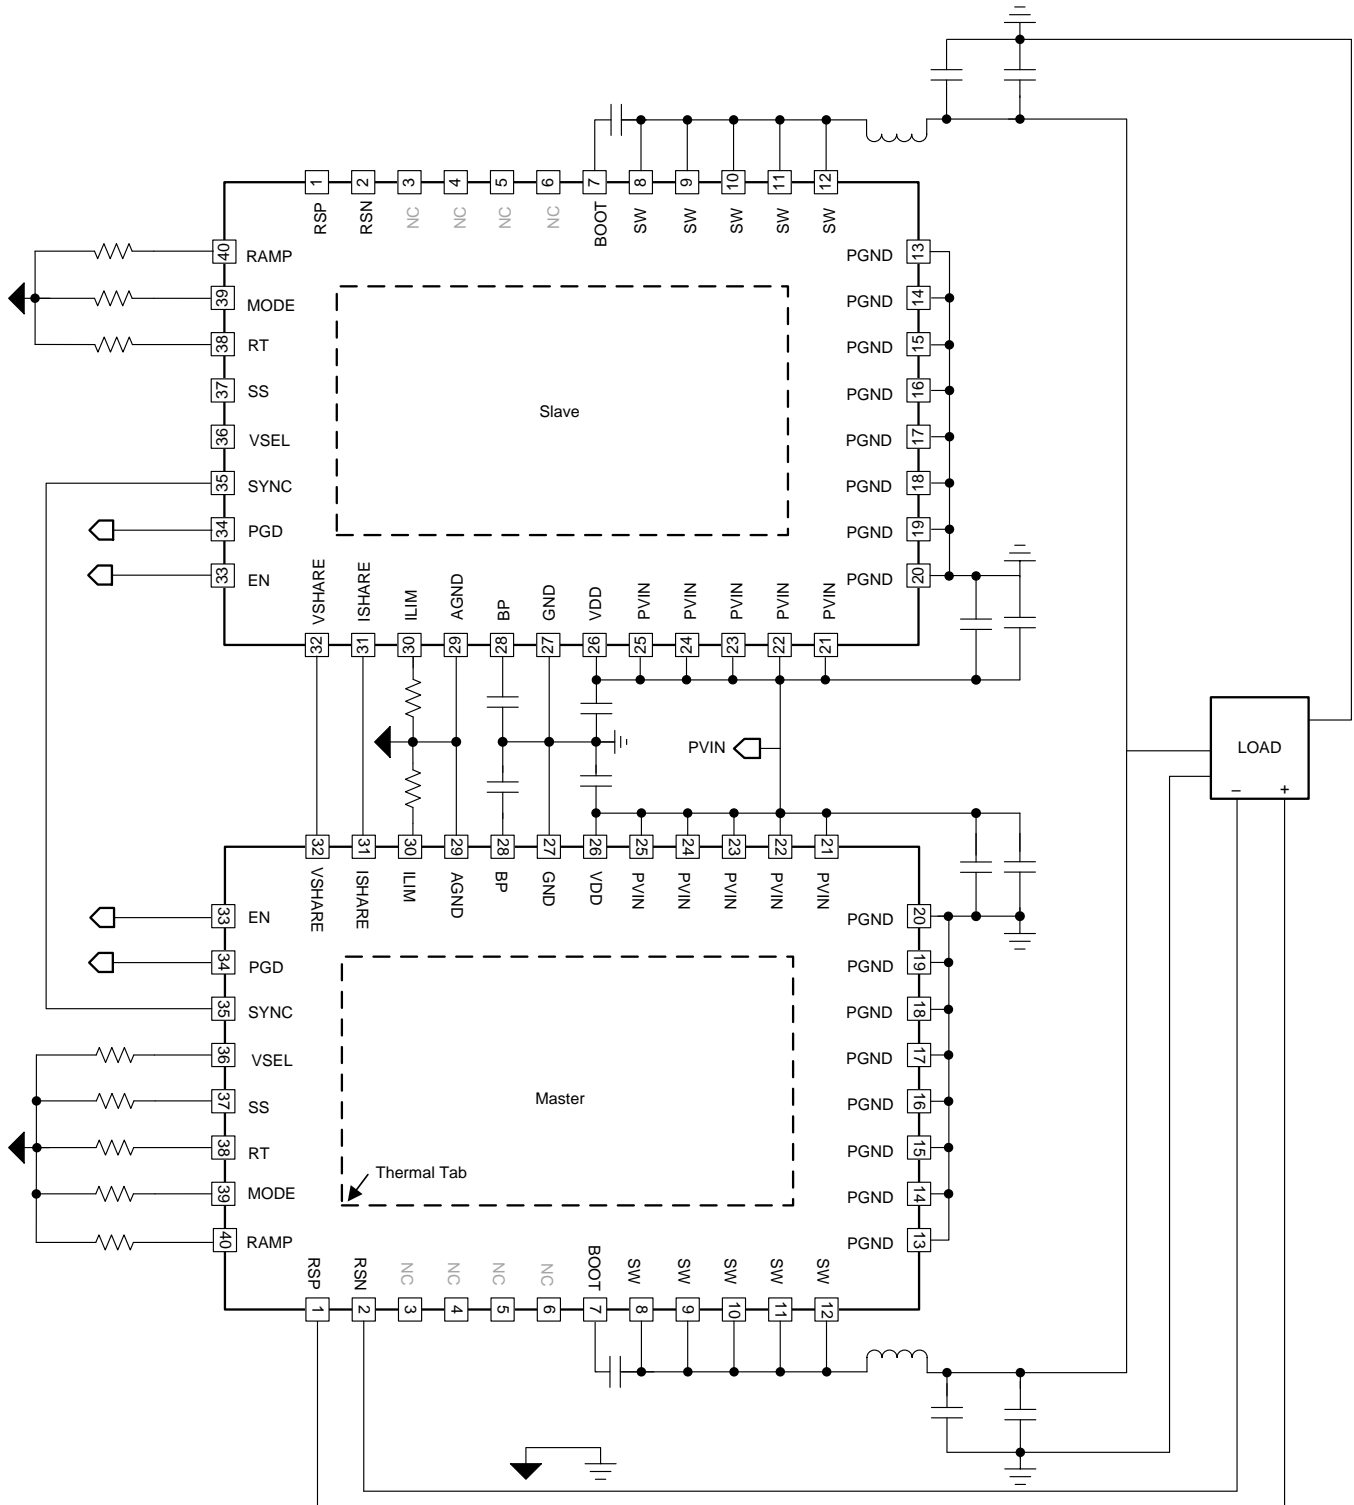 1 2 3 4 5 6 7 8 9 10 11 12
RSP RSN NC NC NC NC BOOT SW SW SW SW SW
40 RAMP PGND 13
39 MODE PGND 14
38 RT PGND 15
37 SS PGND 16
Slave
36 VSEL PGND 17
35 SYNC PGND 18
34 PGD PGND 19
33 EN PGND 20
VSHARE ISHARE ILIM AGND BP GND VDD PVIN PVIN PVIN PVIN PVIN
32 31 30 29 28 27 26 25 24 23 22 21
PVIN
LOAD
– +
32 31 30 29 28 27 26 25 24 23 22 21
VSHARE ISHARE ILIM AGND BP GND VDD PVIN PVIN PVIN PVIN PVIN
33 EN PGND 20
34 PGD PGND 19
35 SYNC PGND 18
36 VSEL PGND 17
Master
37 SS PGND 16
38 RT PGND 15
Thermal Tab
39 MODE PGND 14
40 RAMP PGND 13
RSP RSN NC NC NC NC BOOT SW SW SW SW SW
1 2 3 4 5 6 7 8 9 10 11 12